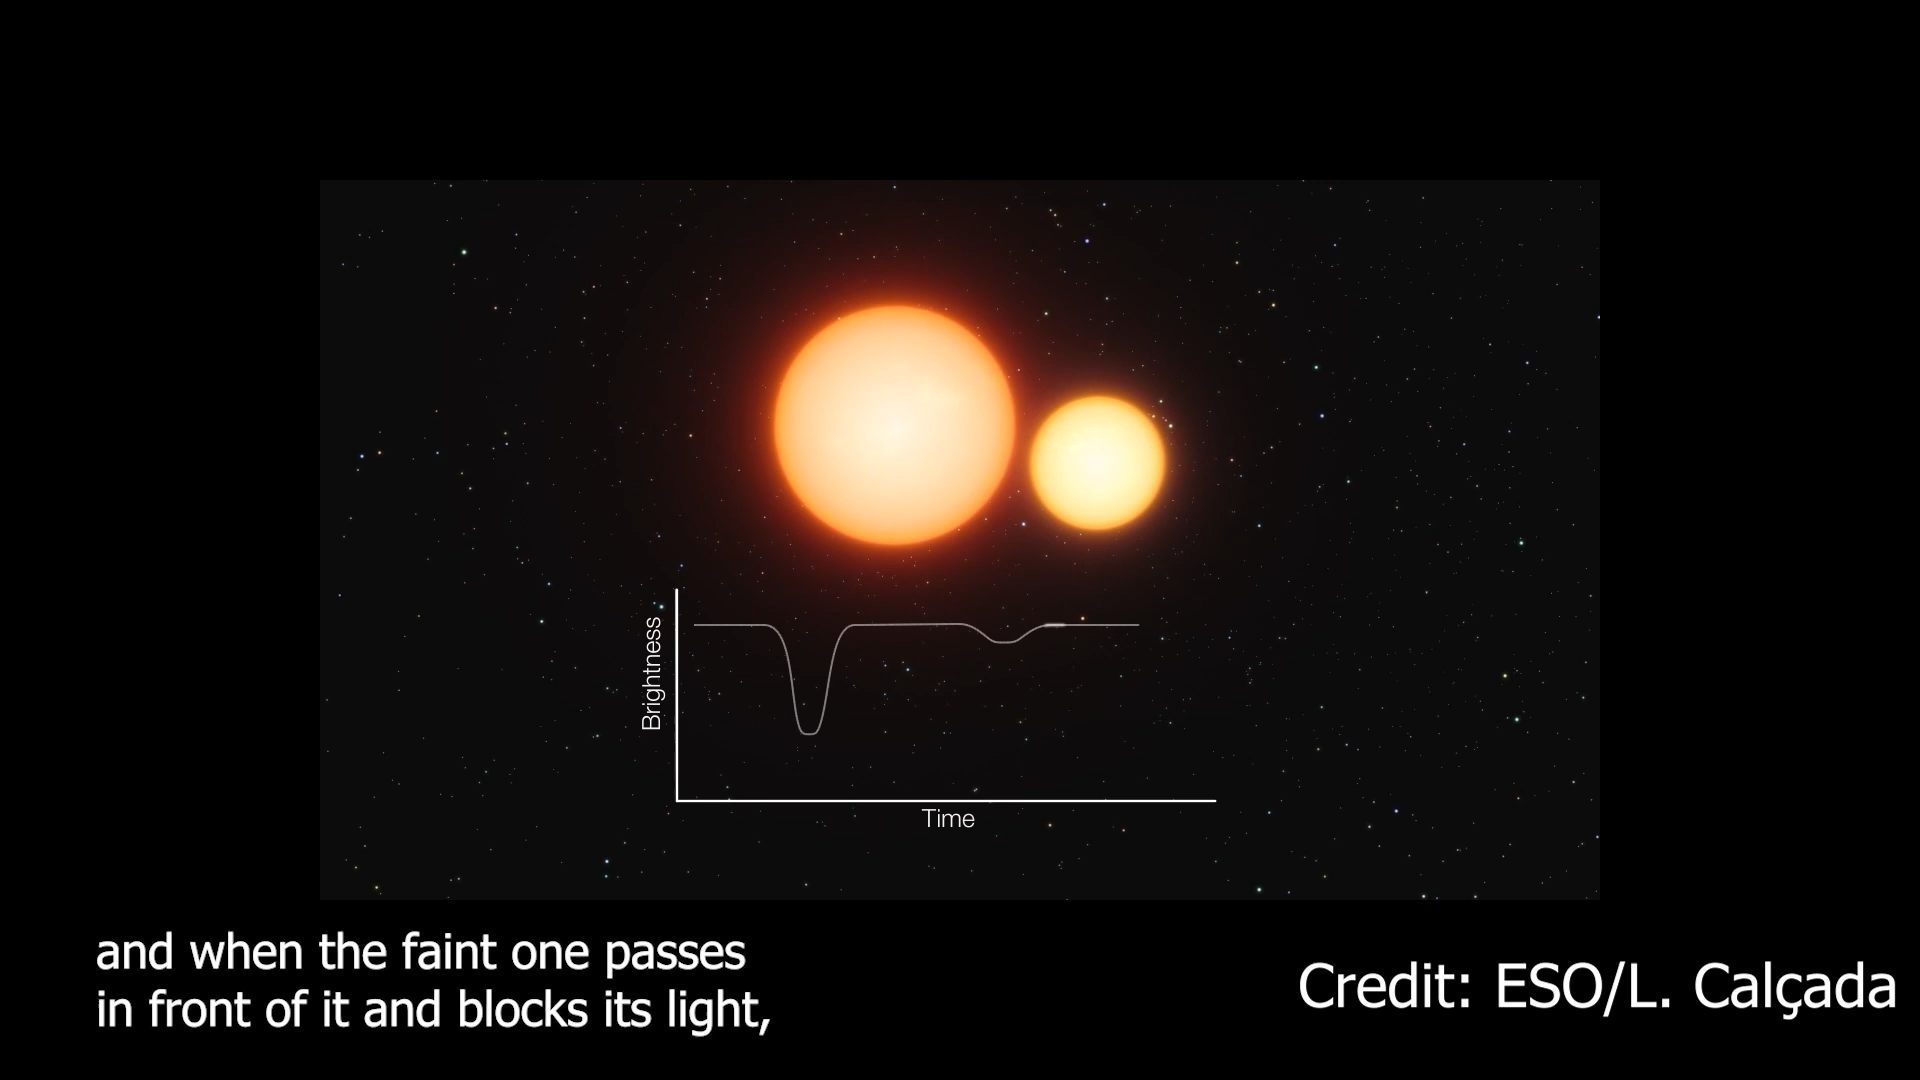 Brightness
Time
and when the faint one passes
in front of it and blocks its light,
Credit: ESO/L. Calçada